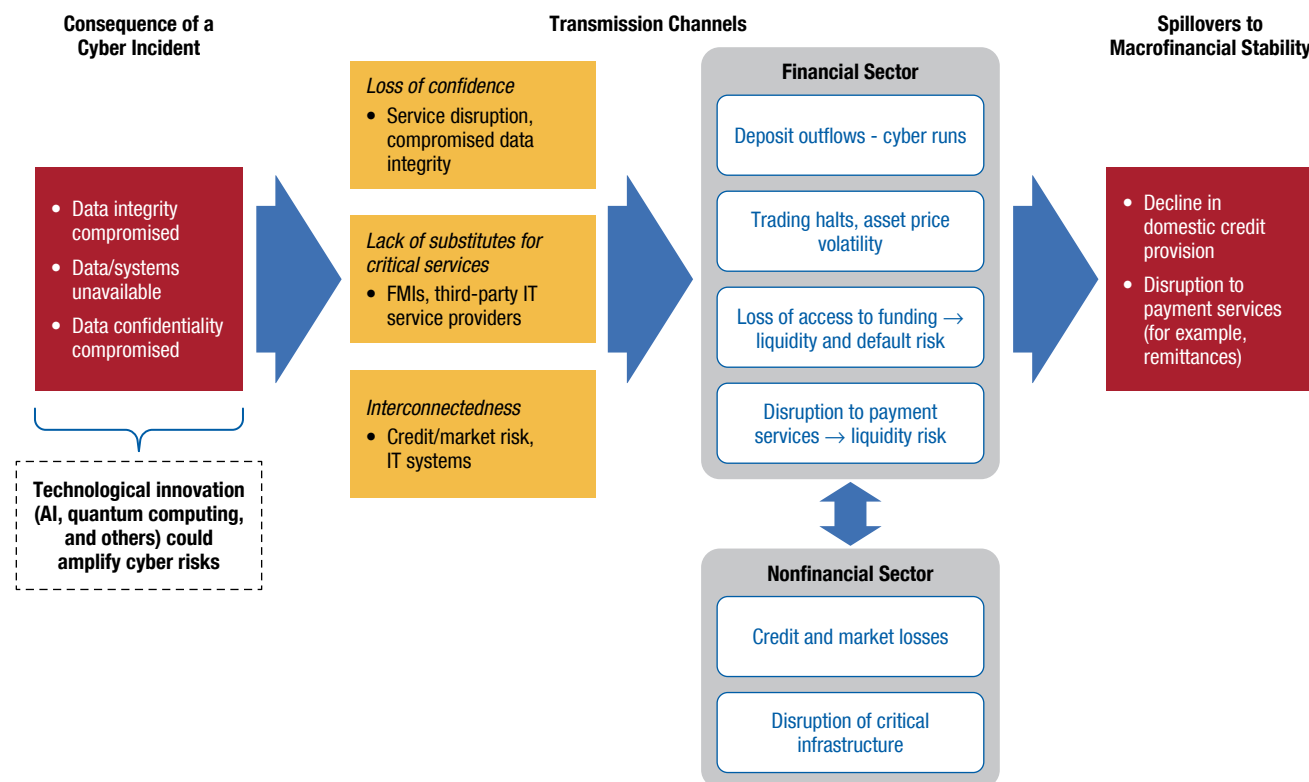 Consequence of a
Cyber Incident
Transmission Channels
Spillovers to
Macrofinancial Stability
• Data integrity
compromised
• Data/systems
unavailable
• Data confidentiality
compromised
Technological innovation
(AI, quantum computing,
and others) could
amplify cyber risks
Loss of confidence
• Service disruption,
compromised data
integrity
Lack of substitutes for
critical services
• FMIs, third-party IT
service providers
Interconnectedness
• Credit/market risk,
IT systems
Financial Sector
Deposit outflows - cyber runs
Trading halts, asset price
volatility
Loss of access to funding →
liquidity and default risk
Disruption to payment
services → liquidity risk
Nonfinancial Sector
Credit and market losses
Disruption of critical
infrastructure
• Decline in
domestic credit
provision
• Disruption to
payment services
(for example,
remittances)